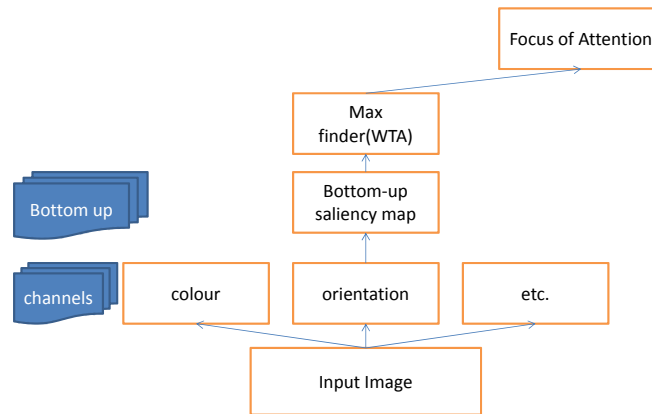 Focus of Attention
Max
finder(WTA)
Bottom up
Bottom-up
saliency map
channels
colour
orientation
etc.
Input Image